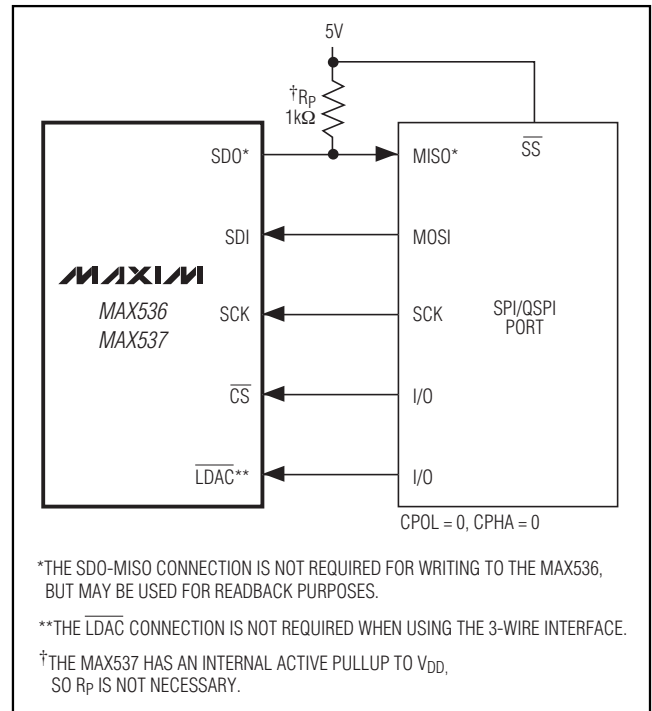 5V
†RP
1kΩ
SDO*
MISO*
SS
SDI
MOSI
MAXIM
MAX536
MAX537
SCK
SCK
SPI/QSPI
PORT
CS
I/O
LDAC**
I/O
CPOL = 0, CPHA = 0
*THE SDO-MISO CONNECTION IS NOT REQUIRED FOR WRITING TO THE MAX536,
BUT MAY BE USED FOR READBACK PURPOSES.
**THE LDAC CONNECTION IS NOT REQUIRED WHEN USING THE 3-WIRE INTERFACE.
†THE MAX537 HAS AN INTERNAL ACTIVE PULLUP TO VDD,
SO RP IS NOT NECESSARY.